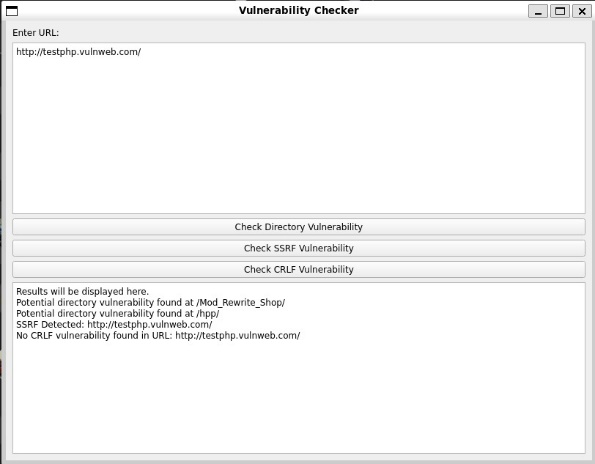 Vulnerability Checker
Enter URL:
http://testphp.vulnweb.com/
Check Directory Vulnerability
Check SSRF Vulnerability
Check CRLF Vulnerability
Results will be displayed here.
Potential directory vulnerability found at /Mod_Rewrite_Shop/
Potential directory vulnerability found at /hpp/
SSRF Detected: http://testphp.vulnweb.com/
No CRLF vulnerability found in URL: http://testphp.vulnweb.com/